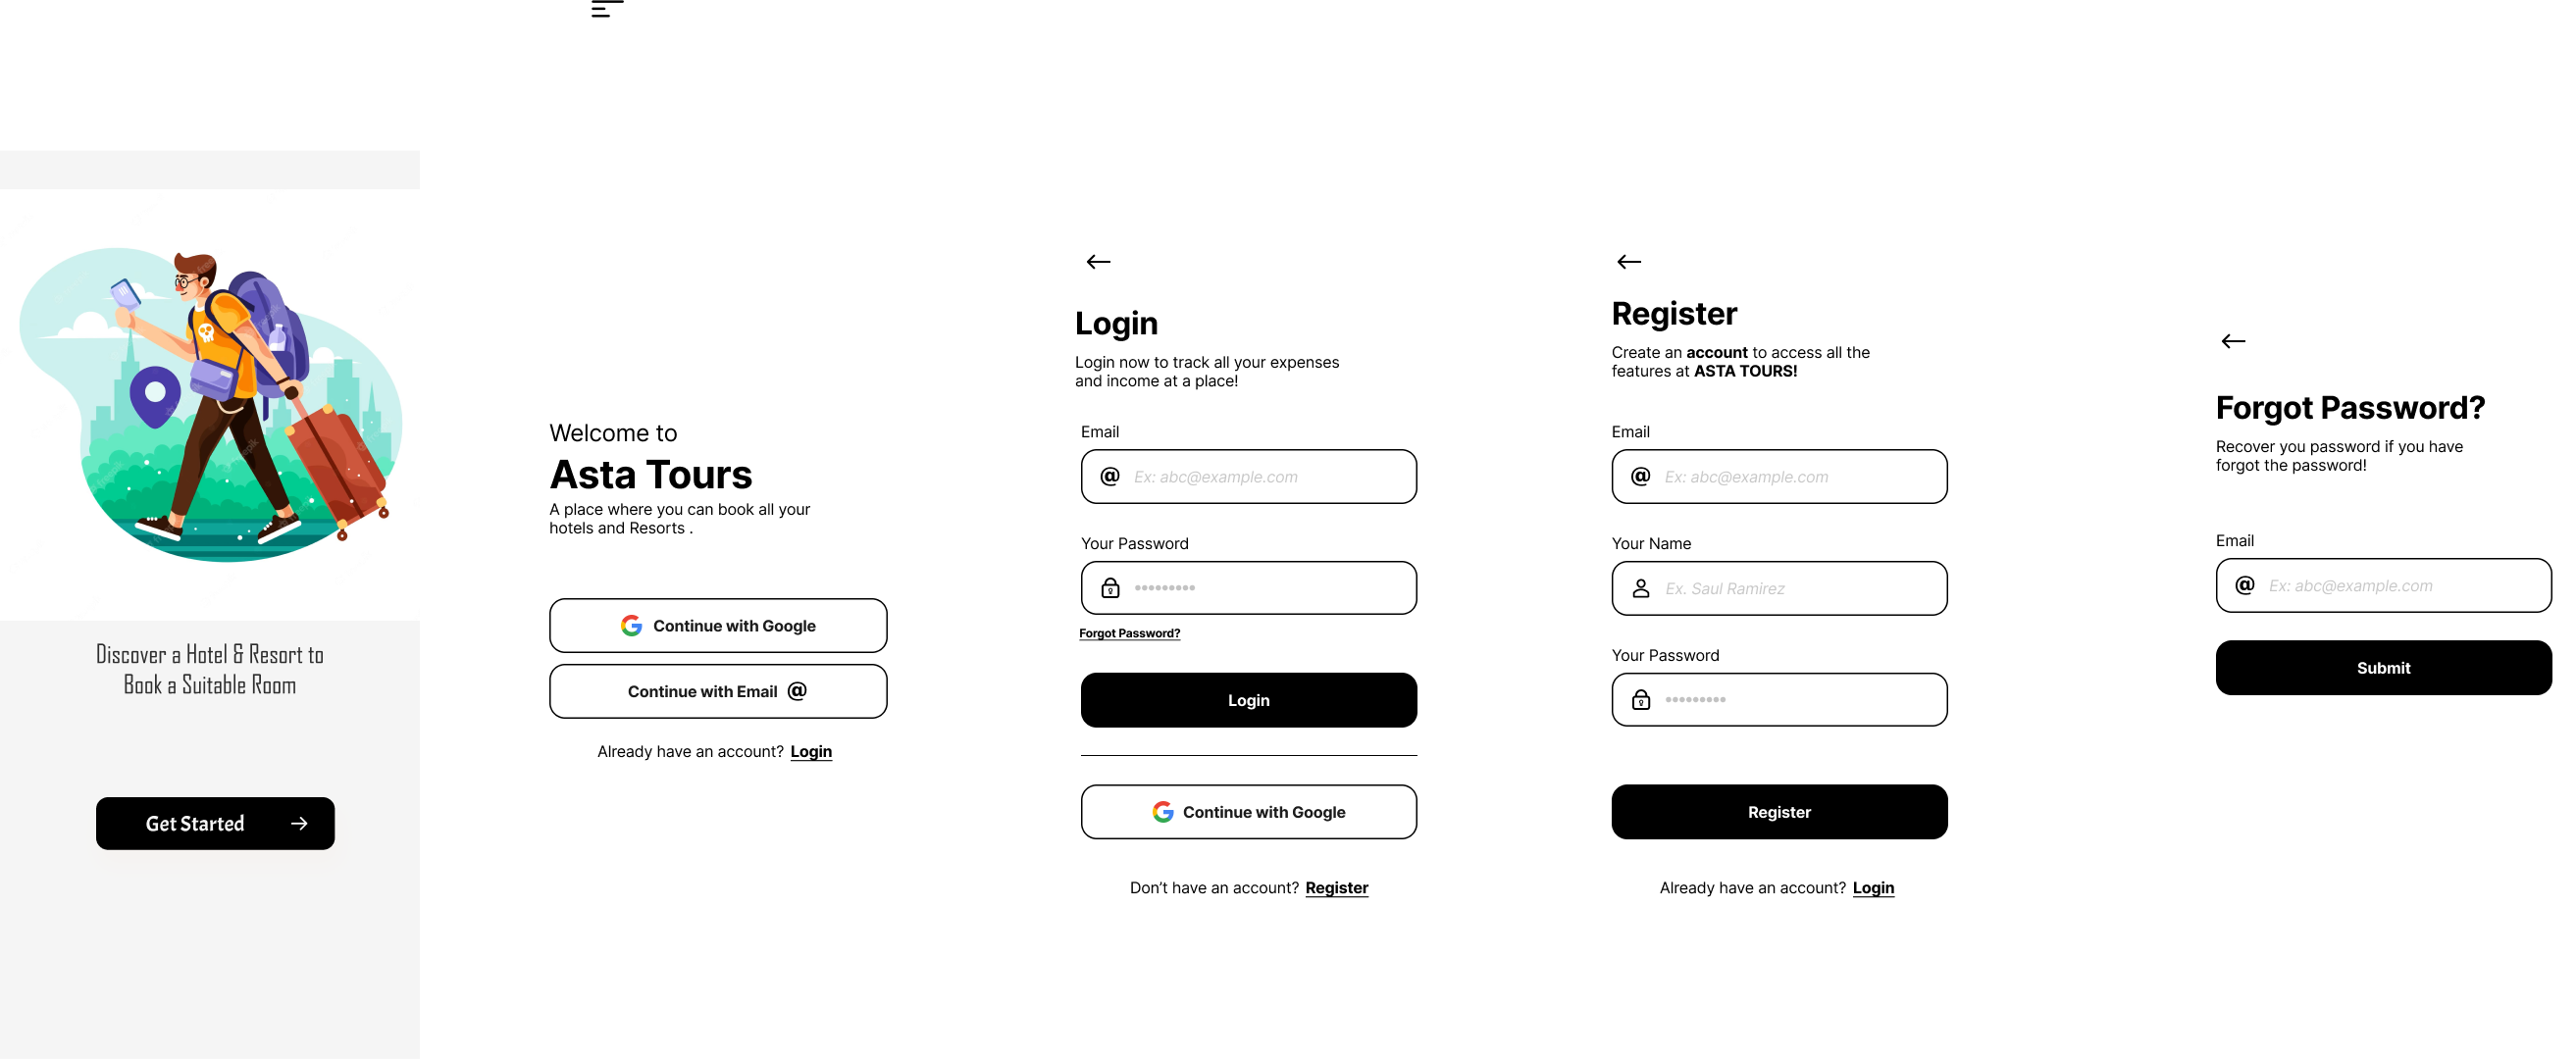 Discover a Hotel & Resort to
Book a Suitable Room
Get Started
Welcome to
Asta Tours
A place where you can book all your
hotels and Resorts .
Continue with Google
Continue with Email @
Already have an account? Login
Login
Login now to track all your expenses
and income at a place!
Email
@ Ex: abc@example.com
Your Password
Forgot Password?
Login
Continue with Google
Don’t have an account? Register
Register
Create an account to access all the
features at ASTA TOURS!
Email
@ Ex: abc@example.com
Your Name
Ex. Saul Ramirez
Your Password
Register
Already have an account? Login
Forgot Password?
Recover you password if you have
forgot the password!
Email
@ Ex: abc@example.com
Submit